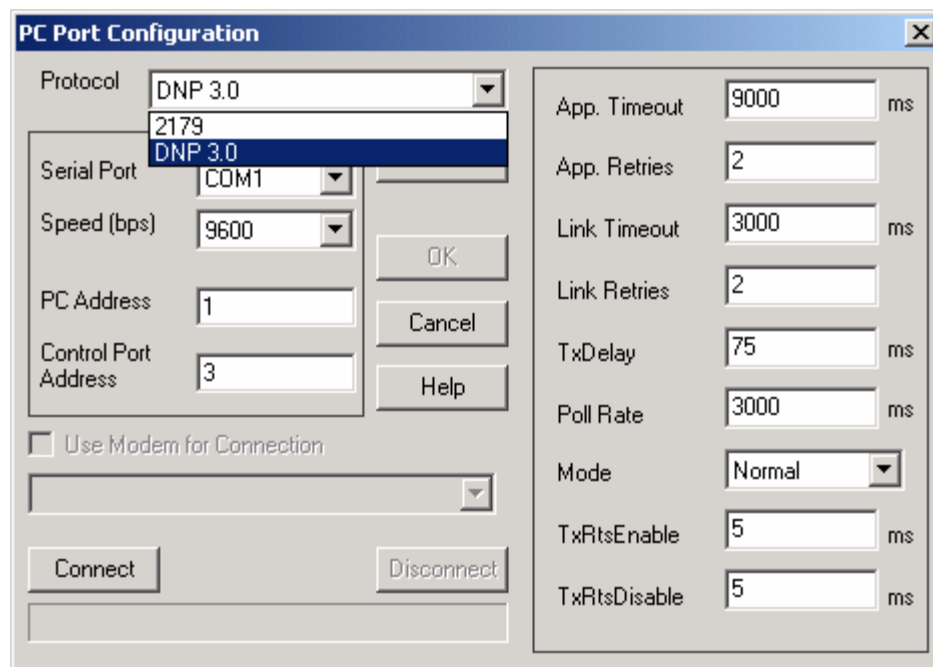 PC Port Configuration
Protocol
DNP 3.0
2179
DNP 3.0
Serial Port
COM1
Speed (bps)
9600
PC Address
1
Control Port
Address
3
OK
Cancel
Help
Use Modem for Connection
Connect
Disconnect
App. Timeout
9000
ms
App. Retries
2
Link Timeout
3000
ms
Link Retries
2
TxDelay
75
ms
Poll Rate
3000
ms
Mode
Normal
TxRtsEnable
5
ms
TxRtsDisable
5
ms